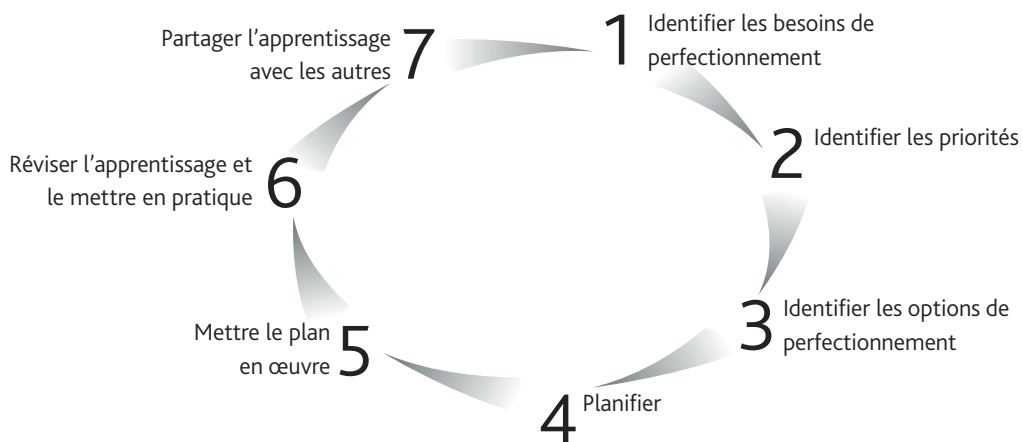 1
Identifier les besoins de
perfectionnement
2
Identifier les priorités
3
Identifier les options de
perfectionnement
4
Planifier
5
Mettre le plan
en œuvre
6
Réviser l’apprentissage et
le mettre en pratique
7
Partager l’apprentissage
avec les autres